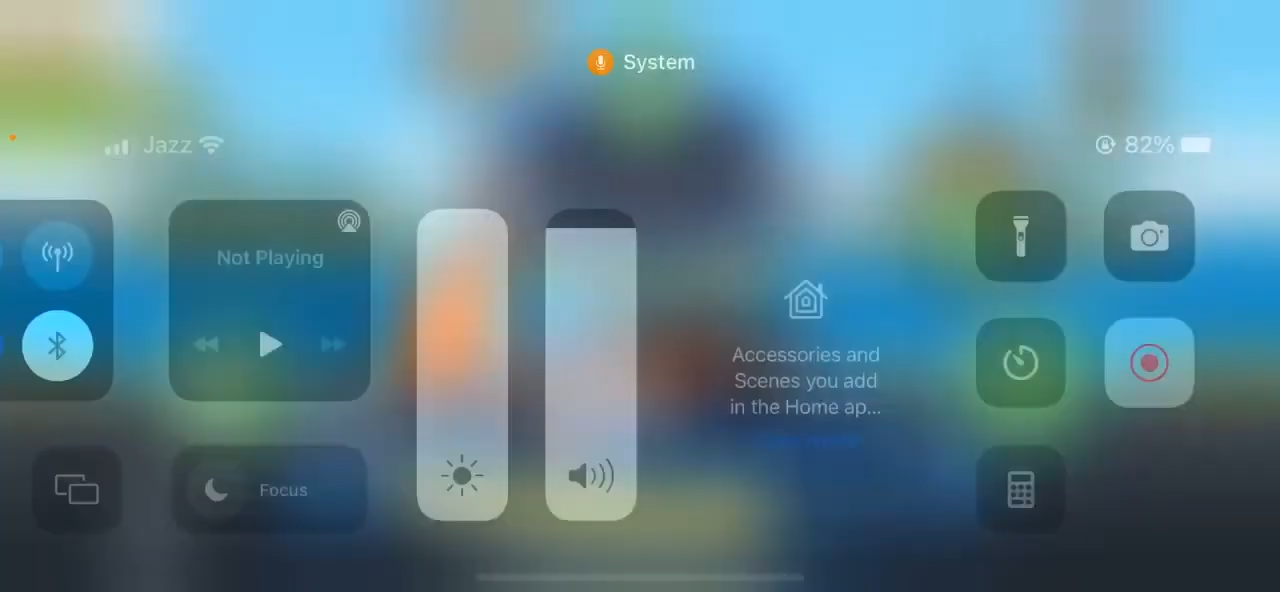 System
Jazz
82%
Not Playing
Accessories and
Scenes you add
in the Home ap...
Focus